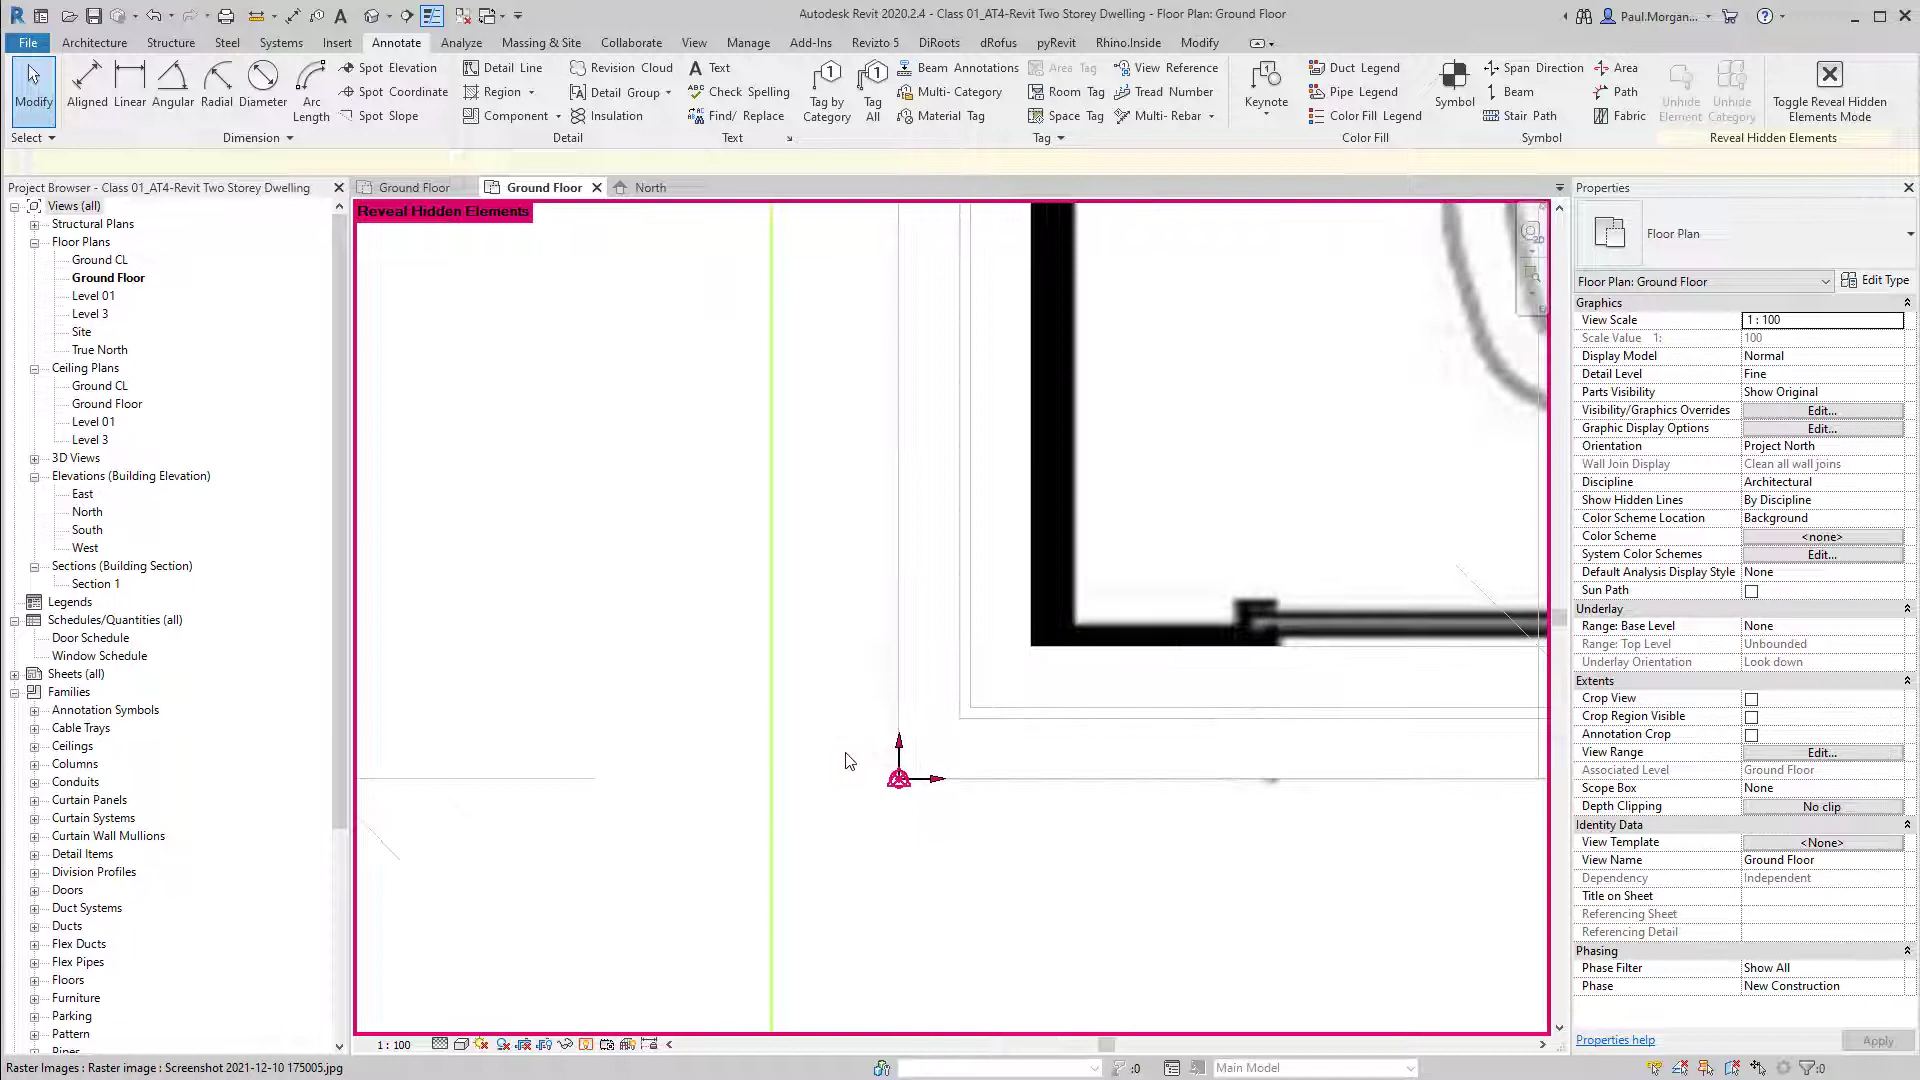 Autodesk Revit 2020.2.4 - Class 01_AT4-Revit Two Storey Dwelling - Floor Plan: Ground Floor
Paul.Morgan...
File Architecture Structure Steel Systems Insert Annotate Analyze Massing & Site Collaborate View Manage Add-Ins Revizto 5 DiRoots dRofus pyRevit Rhino.Inside Modify
Modify
Aligned Linear Angular Radial Diameter Arc Length
Spot Elevation
Spot Coordinate
Spot Slope
Detail Line
Region
Component
Revision Cloud
Detail Group
Insulation
Text
Check Spelling
Find/ Replace
Tag by Category
Tag All
Beam Annotations
Multi- Category
Material Tag
Area Tag
Room Tag
Space Tag
View Reference
Tread Number
Multi- Rebar
Keynote
Duct Legend
Pipe Legend
Color Fill Legend
Symbol
Span Direction
Beam
Stair Path
Area
Path
Fabric
Unhide Element
Unhide Category
Toggle Reveal Hidden Elements Mode
Select Dimension Detail Text Tag Color Fill Symbol Reveal Hidden Elements
Project Browser - Class 01_AT4-Revit Two Storey Dwelling
Views (all)
Structural Plans
Floor Plans
Ground CL
Ground Floor
Level 01
Level 3
Site
True North
Ceiling Plans
Ground CL
Ground Floor
Level 01
Level 3
3D Views
Elevations (Building Elevation)
East
North
South
West
Sections (Building Section)
Section 1
Legends
Schedules/Quantities (all)
Door Schedule
Window Schedule
Sheets (all)
Families
Annotation Symbols
Cable Trays
Ceilings
Columns
Conduits
Curtain Panels
Curtain Systems
Curtain Wall Mullions
Detail Items
Division Profiles
Doors
Duct Systems
Ducts
Flex Ducts
Flex Pipes
Floors
Furniture
Parking
Pattern
Pipes
Ground Floor Ground Floor North
Reveal Hidden Elements
1 : 100
Properties
Floor Plan
Floor Plan: Ground Floor Edit Type
Graphics
View Scale 1 : 100
Scale Value 1: 100
Display Model Normal
Detail Level Fine
Parts Visibility Show Original
Visibility/Graphics Overrides Edit...
Graphic Display Options Edit...
Orientation Project North
Wall Join Display Clean all wall joins
Discipline Architectural
Show Hidden Lines By Discipline
Color Scheme Location Background
Color Scheme <none>
System Color Schemes Edit...
Default Analysis Display Style None
Sun Path
Underlay
Range: Base Level None
Range: Top Level Unbounded
Underlay Orientation Look down
Extents
Crop View
Crop Region Visible
Annotation Crop
View Range Edit...
Associated Level Ground Floor
Scope Box None
Depth Clipping No clip
Identity Data
View Template <None>
View Name Ground Floor
Dependency Independent
Title on Sheet
Referencing Sheet
Referencing Detail
Phasing
Phase Filter Show All
Phase New Construction
Properties help Apply
Raster Images : Raster image : Screenshot 2021-12-10 175005.jpg
:0
Main Model
:0